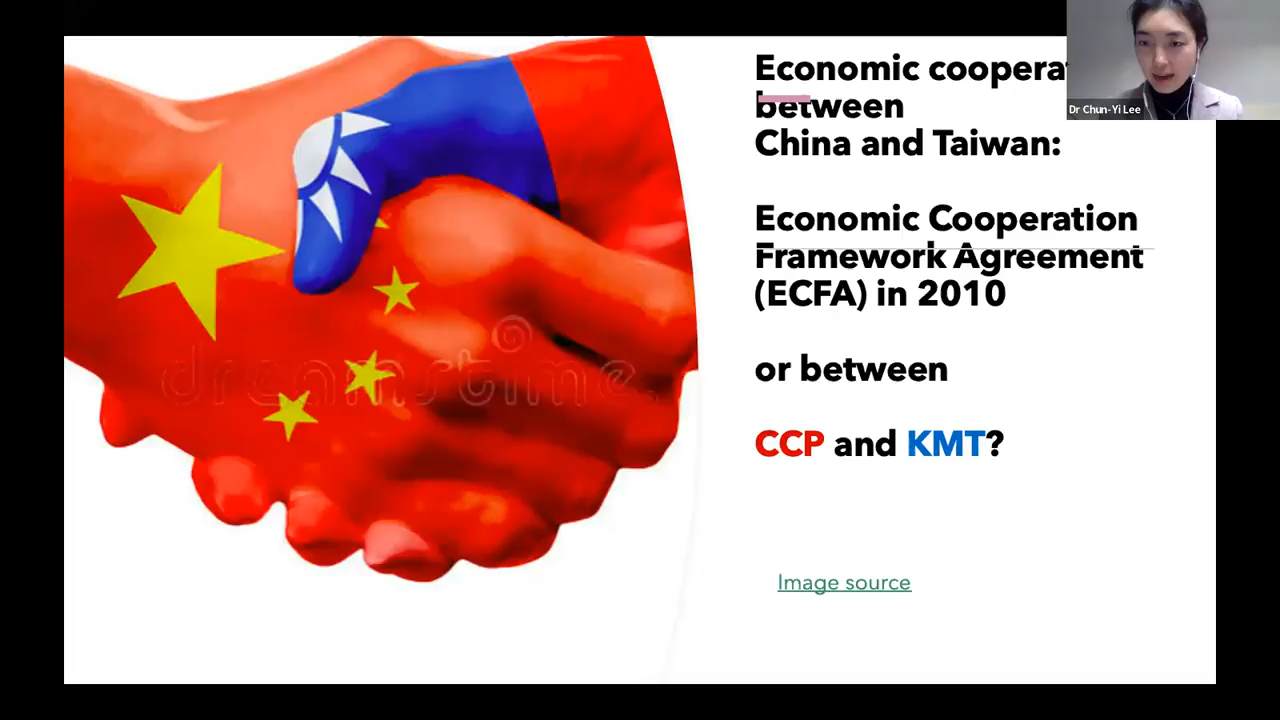 Economic coopera
between
China and Taiwan:
Economic Cooperation
Framework Agreement
(ECFA) in 2010
or between
CCP and KMT?
Image source
Dr Chun-Yi Lee
dreamstime